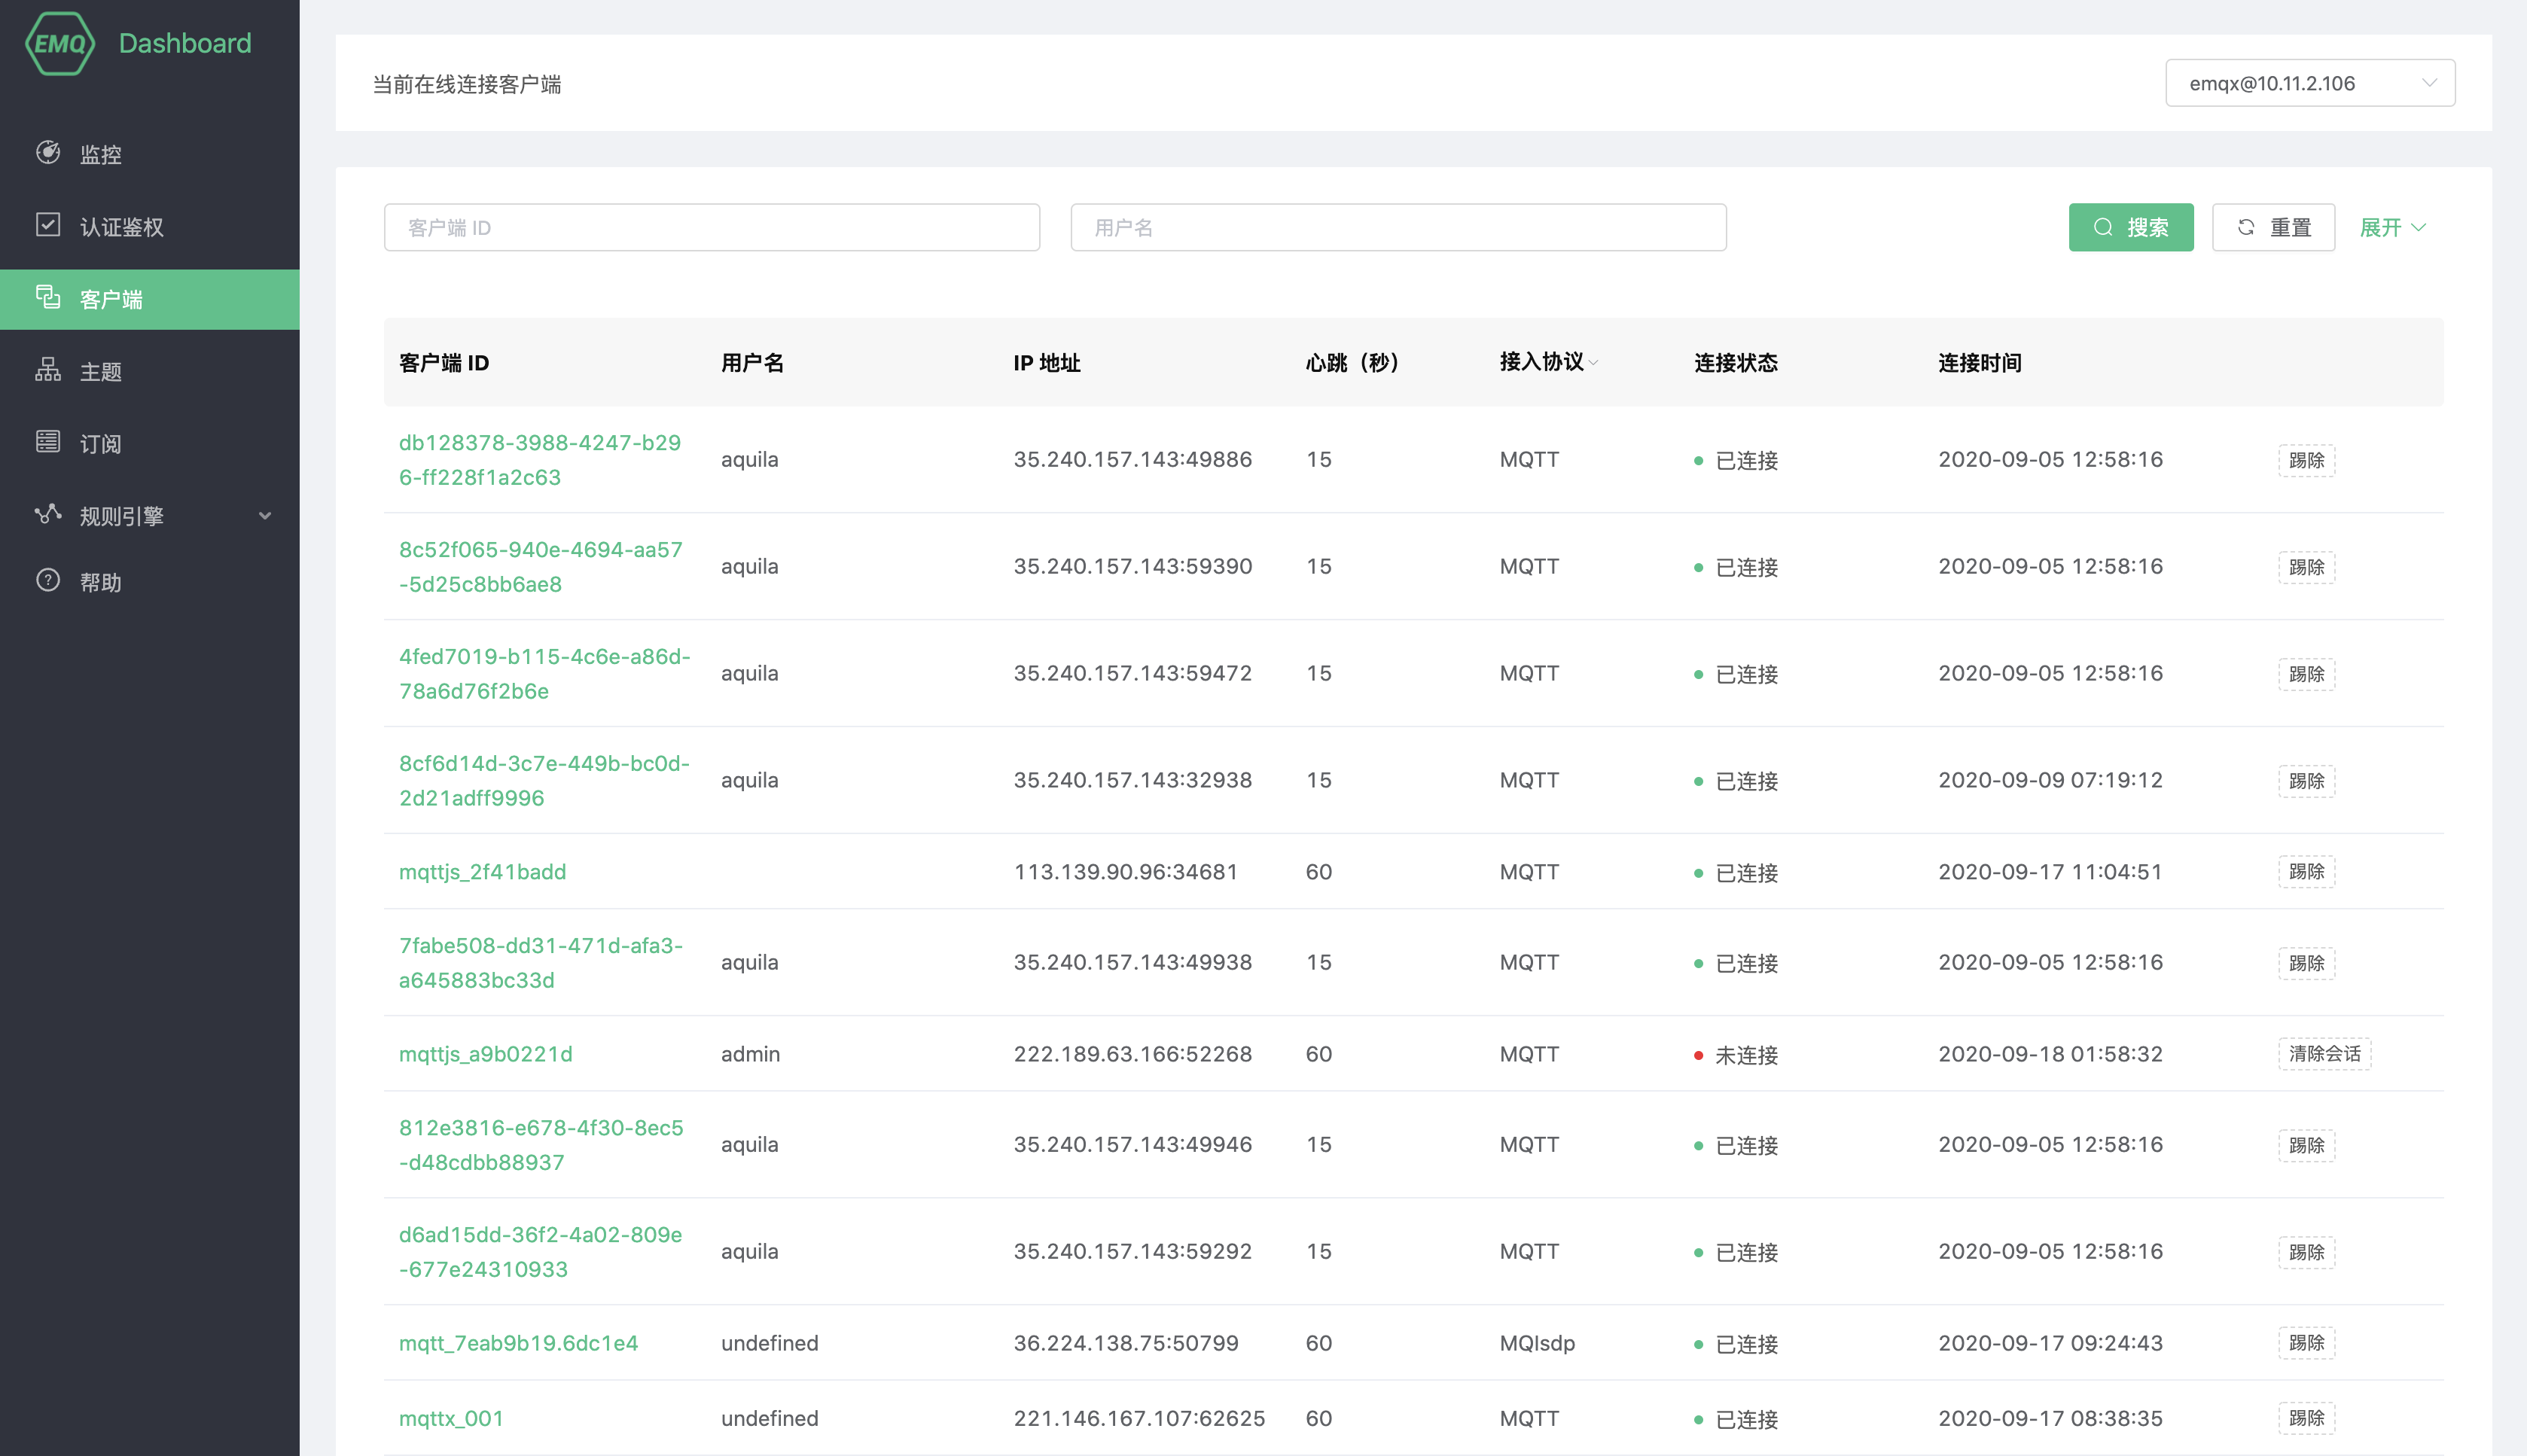 EMQ Dashboard
监控
认证鉴权
客户端
主题
订阅
规则引擎
帮助
当前在线连接客户端 emqx@10.11.2.106
客户端 ID 用户名 搜索 重置 展开
客户端 ID 用户名 IP 地址 心跳（秒） 接入协议 连接状态 连接时间
db128378-3988-4247-b29
6-ff228f1a2c63 aquila 35.240.157.143:49886 15 MQTT 已连接 2020-09-05 12:58:16 踢除
8c52f065-940e-4694-aa57
-5d25c8bb6ae8 aquila 35.240.157.143:59390 15 MQTT 已连接 2020-09-05 12:58:16 踢除
4fed7019-b115-4c6e-a86d-
78a6d76f2b6e aquila 35.240.157.143:59472 15 MQTT 已连接 2020-09-05 12:58:16 踢除
8cf6d14d-3c7e-449b-bc0d-
2d21adff9996 aquila 35.240.157.143:32938 15 MQTT 已连接 2020-09-09 07:19:12 踢除
mqttjs_2f41badd 113.139.90.96:34681 60 MQTT 已连接 2020-09-17 11:04:51 踢除
7fabe508-dd31-471d-afa3-
a645883bc33d aquila 35.240.157.143:49938 15 MQTT 已连接 2020-09-05 12:58:16 踢除
mqttjs_a9b0221d admin 222.189.63.166:52268 60 MQTT 未连接 2020-09-18 01:58:32 清除会话
812e3816-e678-4f30-8ec5
-d48cdbb88937 aquila 35.240.157.143:49946 15 MQTT 已连接 2020-09-05 12:58:16 踢除
d6ad15dd-36f2-4a02-809e
-677e24310933 aquila 35.240.157.143:59292 15 MQTT 已连接 2020-09-05 12:58:16 踢除
mqtt_7eab9b19.6dc1e4 undefined 36.224.138.75:50799 60 MQIsdp 已连接 2020-09-17 09:24:43 踢除
mqttx_001 undefined 221.146.167.107:62625 60 MQTT 已连接 2020-09-17 08:38:35 踢除